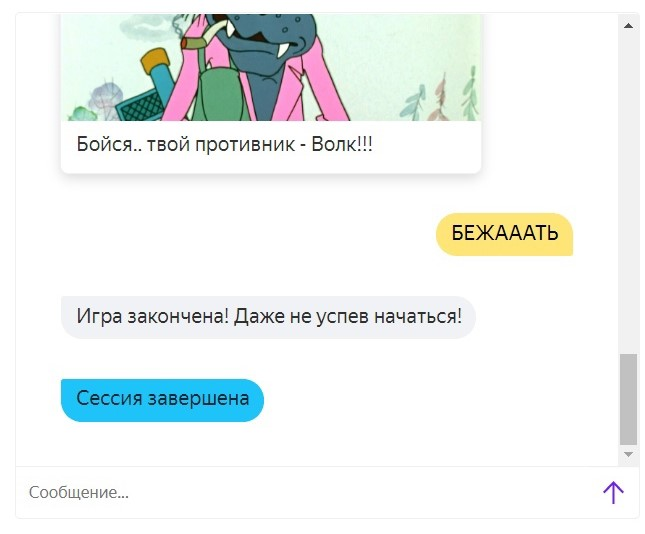 Бойся.. твой противник - Волк!!!
БЕЖАААТЬ
Игра закончена! Даже не успев начаться!
Сессия завершена
Сообщение...